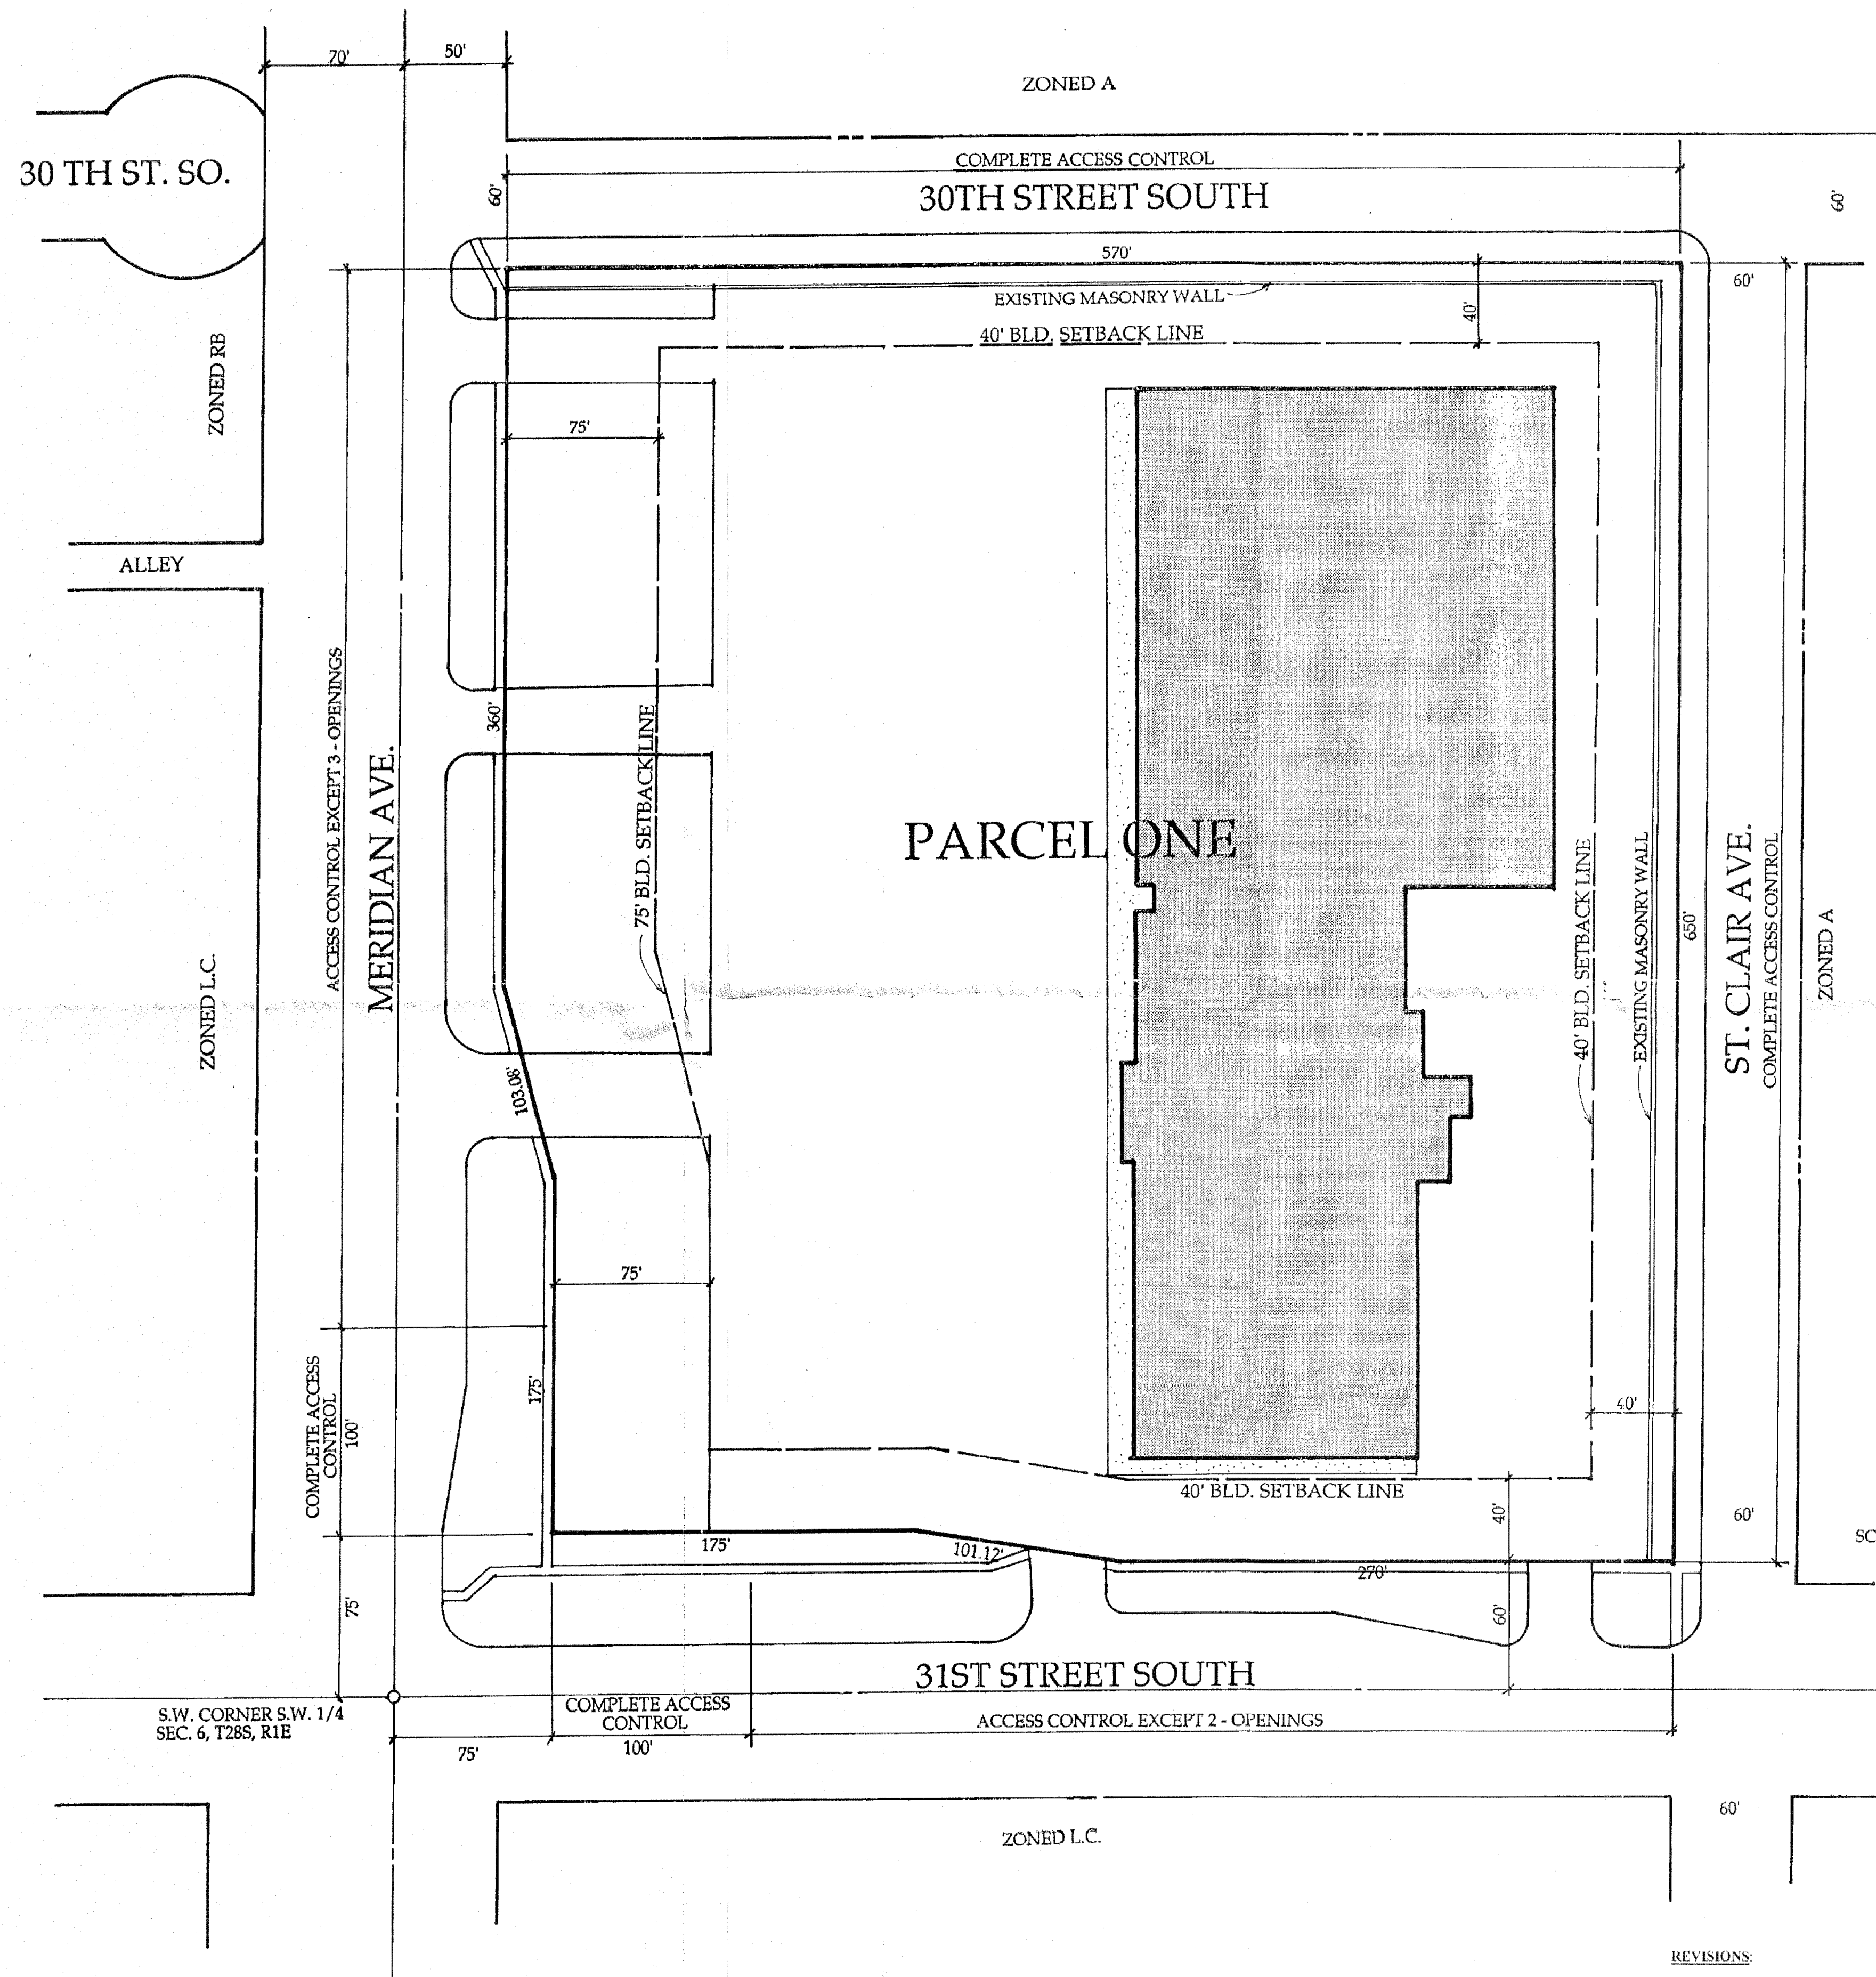 70'
50'
ZONED A
COMPLETE ACCESS CONTROL
30 TH ST. SO.
60'
30TH STREET SOUTH
60'
570'
60'
EXISTING MASONRY WALL
40'
40' BLD. SETBACK LINE
ZONED RB
75'
ALLEY
ACCESS CONTROL EXCEPT 3 - OPENINGS
MERIDIAN AVE.
360'
75' BLD. SETBACK LINE
PARCEL ONE
40' BLD. SETBACK LINE
EXISTING MASONRY WALL
650'
ST. CLAIR AVE.
COMPLETE ACCESS CONTROL
ZONED A
ZONED L.C.
103.08'
75'
COMPLETE ACCESS
CONTROL
100'
175'
40'
40' BLD. SETBACK LINE
40'
60'
SC
175'
101.12'
270'
75'
60'
31ST STREET SOUTH
S.W. CORNER S.W. 1/4
SEC. 6, T28S, R1E
COMPLETE ACCESS
CONTROL
ACCESS CONTROL EXCEPT 2 - OPENINGS
75'
100'
60'
ZONED L.C.
REVISIONS: